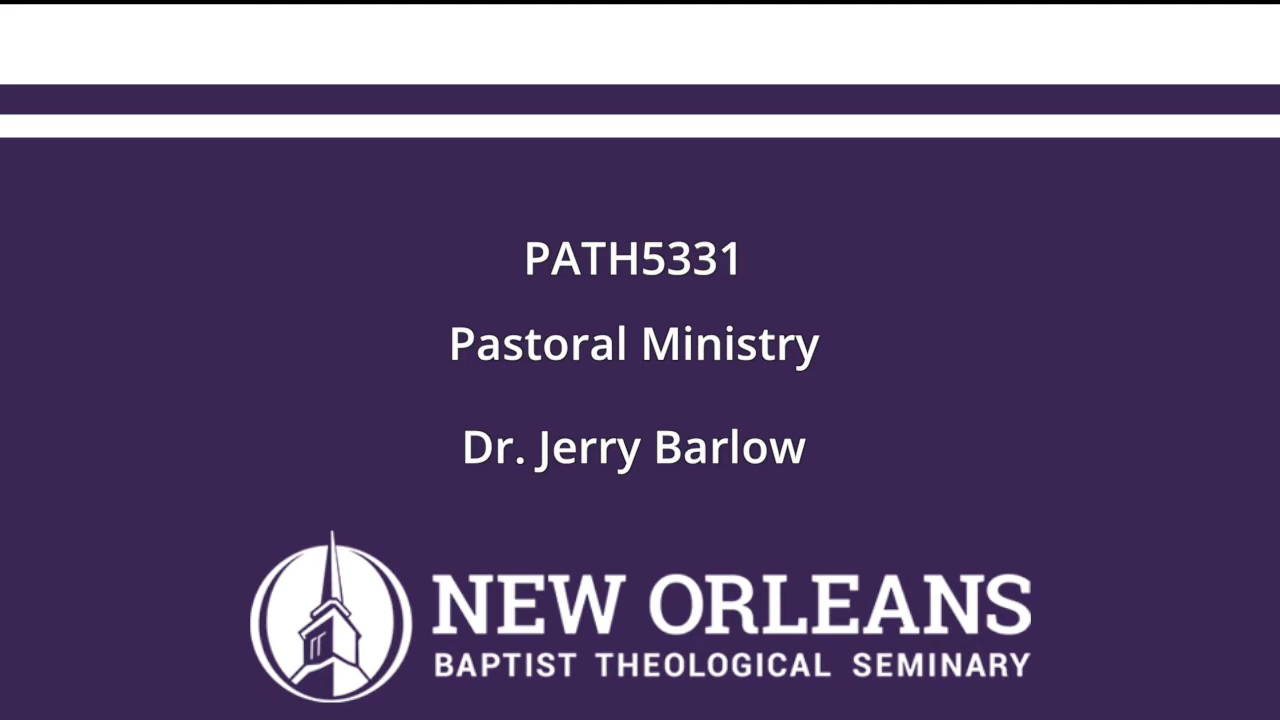 PATH5331
Pastoral Ministry
Dr. Jerry Barlow
NEW ORLEANS
BAPTIST THEOLOGICAL SEMINARY